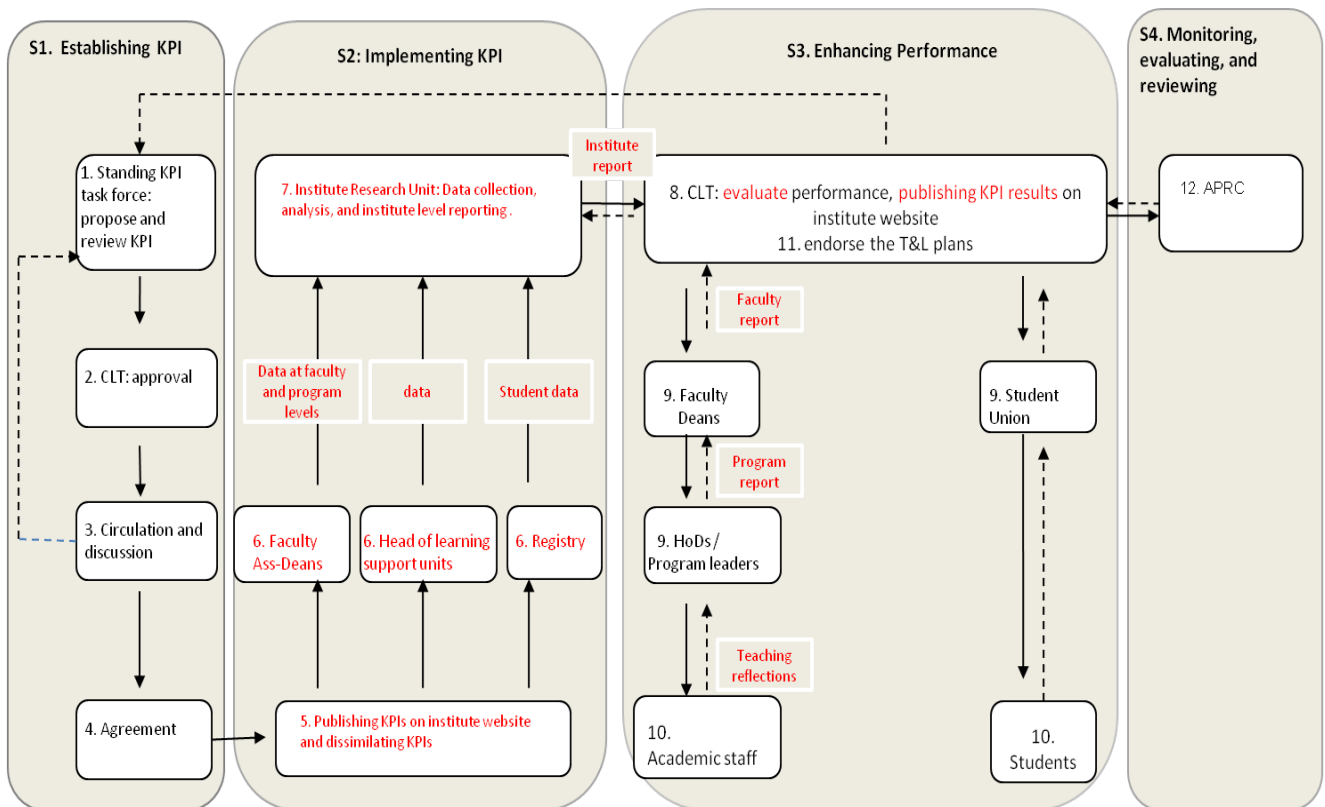 S1. Establishing KPI
1. Standing KPI
task force:
propose and
review KPI
2. CLT: approval
3. Circulation and
discussion
4. Agreement
S2: Implementing KPI
7. Institute Research Unit: Data collection,
analysis, and institute level reporting .
Data at faculty
and program
levels
data
Student data
6. Faculty
Ass-Deans
6. Head of learning
support units
6. Registry
5. Publishing KPIs on institute website
and dissimilating KPIs
Institute
report
S3. Enhancing Performance
8. CLT: evaluate performance, publishing KPI results on
institute website
11. endorse the T&L plans
Faculty
report
9. Faculty
Deans
Program
report
9. HoDs /
Program leaders
Teaching
reflections
10.
Academic staff
9. Student
Union
10.
Students
S4. Monitoring,
evaluating, and
reviewing
12. APRC